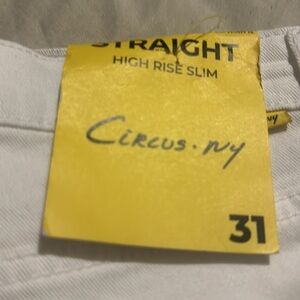 STRAIGHT
HIGH RISE SLIM
CIRCUS-NY
31